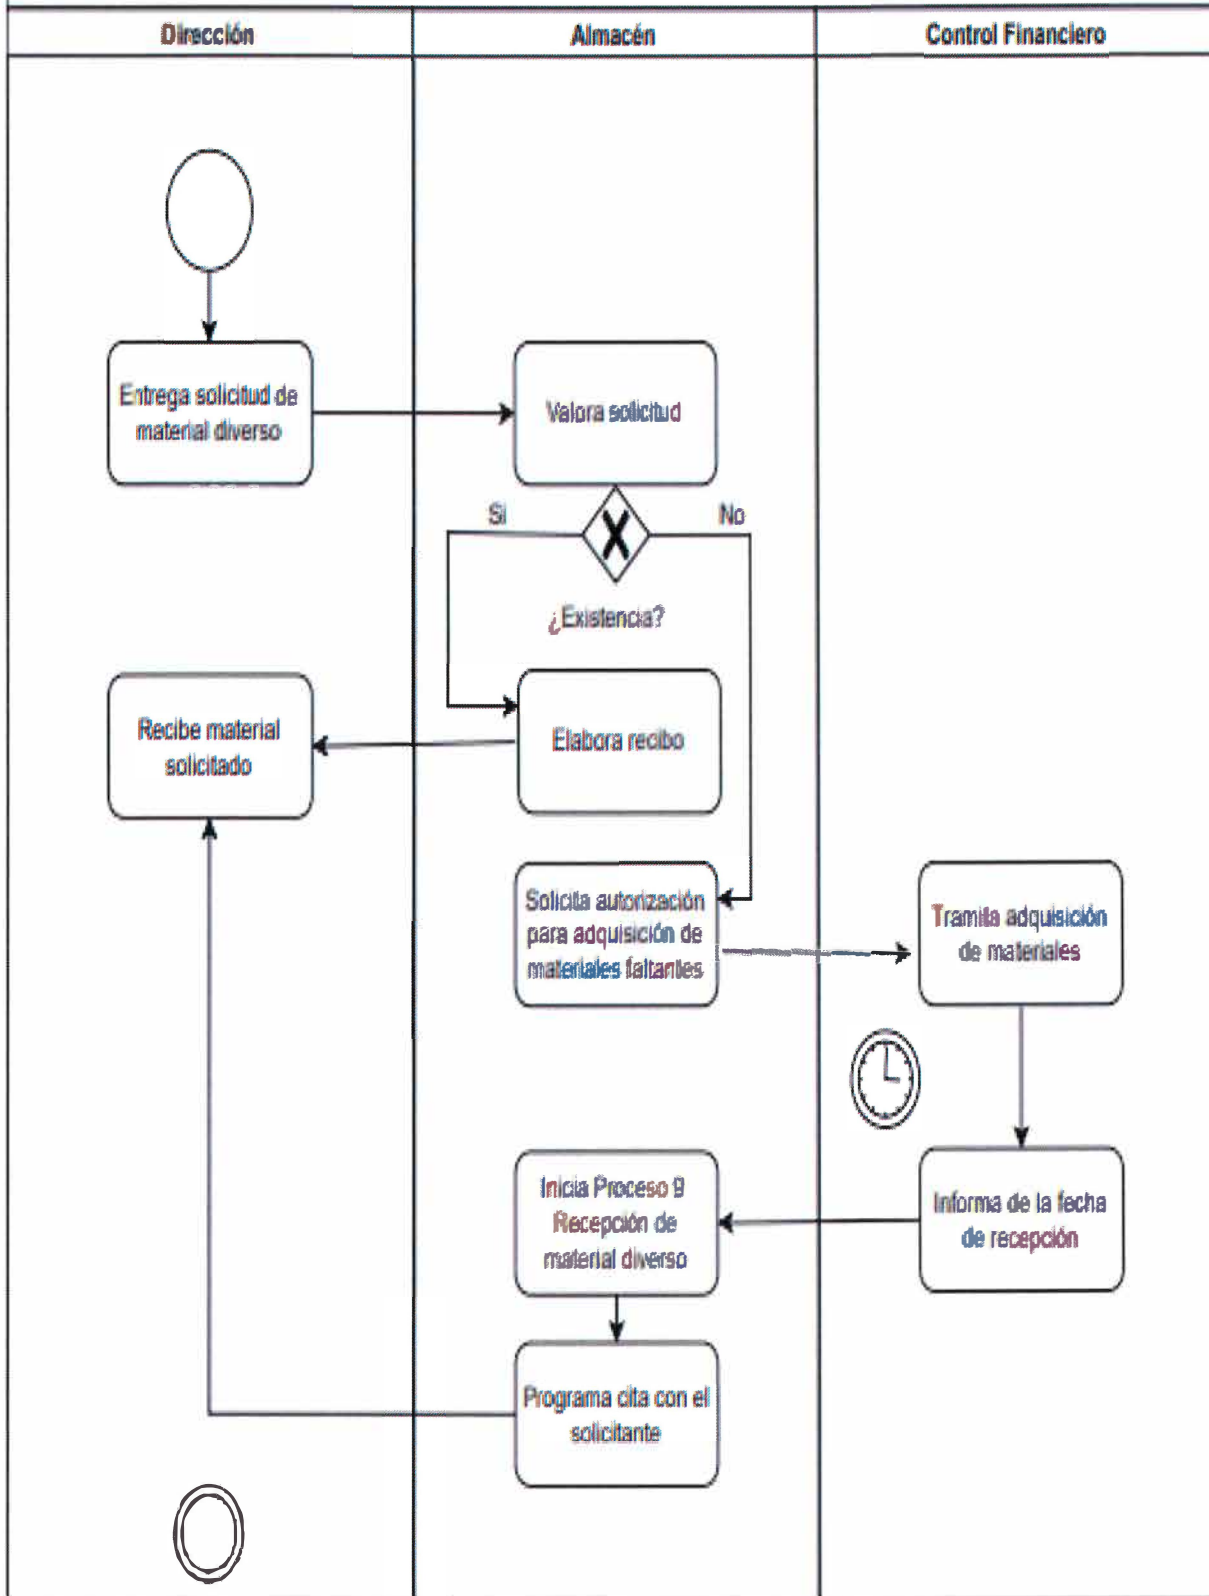 Dirección
Almacén
Control Financiero
Entrega solicitud de
material diverso
Valora solicitud
Si
No
¿Existencia?
Recibe material
solicitado
Elabora recibo
Solicita autorización
para adquisición de
materiales faltantes
Tramita adquisición
de materiales
Inicia Proceso 9
Recepción de
material diverso
Informa de la fecha
de recepción
Programa cita con el
solicitante